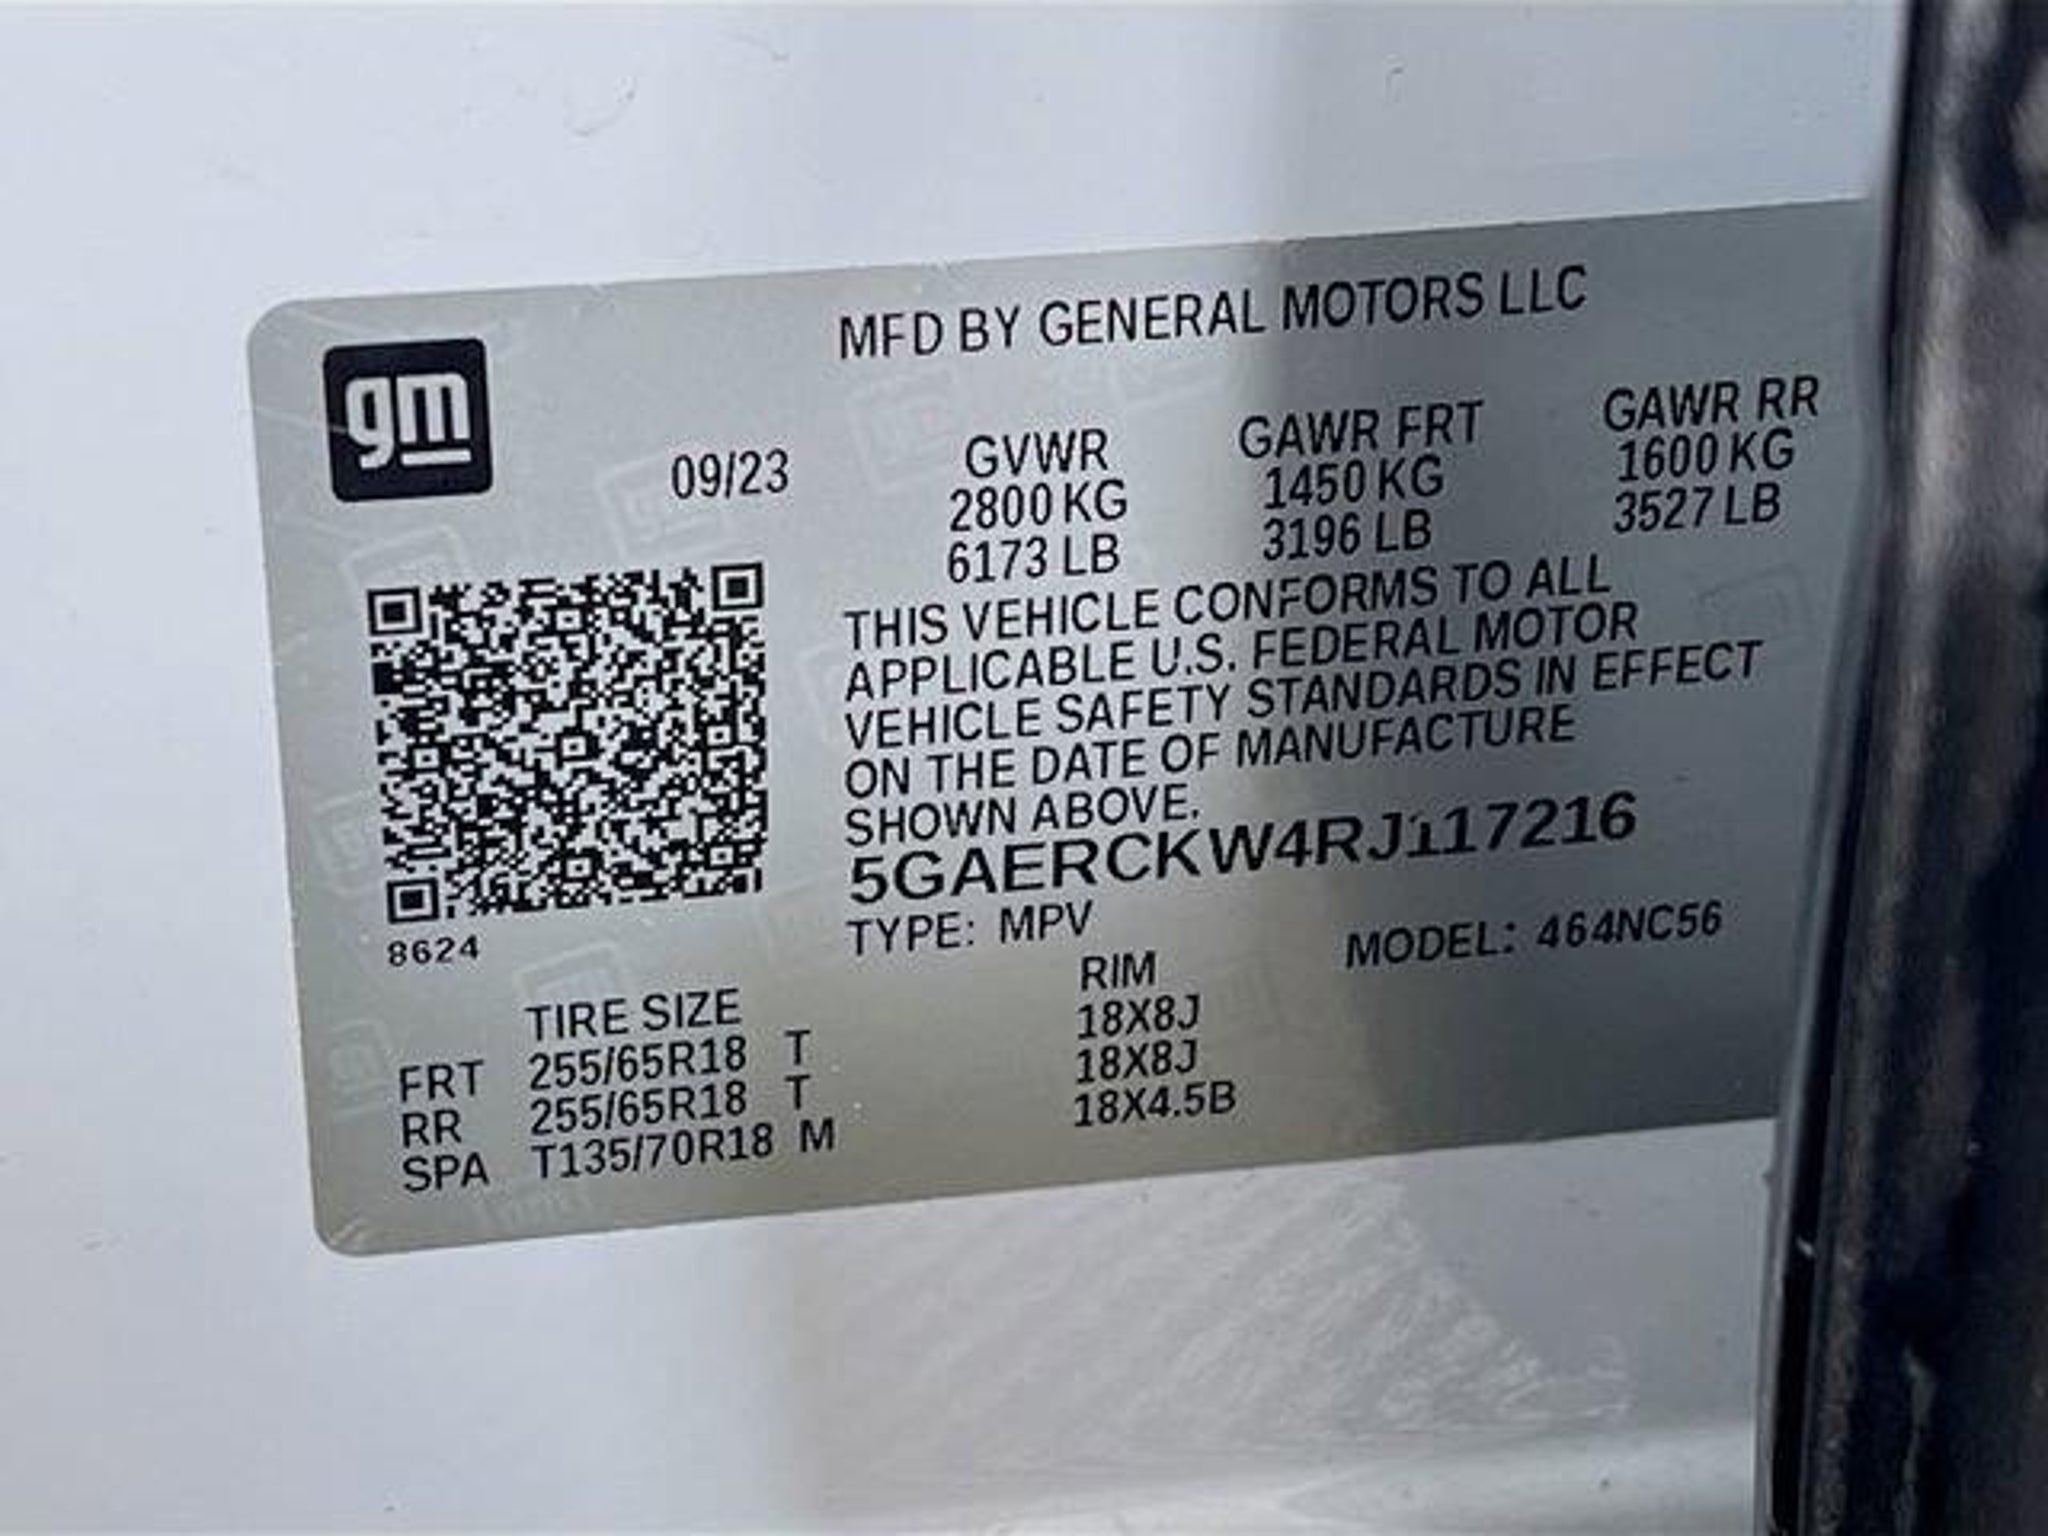 gm
MFD BY GENERAL MOTORS LLC
09/23
GVWR GAWR FRT GAWR RR
2800 KG 1450 KG 1600 KG
6173 LB 3196 LB 3527 LB
THIS VEHICLE CONFORMS TO ALL
APPLICABLE U.S. FEDERAL MOTOR
VEHICLE SAFETY STANDARDS IN EFFECT
ON THE DATE OF MANUFACTURE
SHOWN ABOVE.
5GAERCKW4RJ117216
TYPE: MPV MODEL: 464NC56
8624
TIRE SIZE RIM
FRT 255/65R18 T 18X8J
RR 255/65R18 T 18X8J
SPA T135/70R18 M 18X4.5B